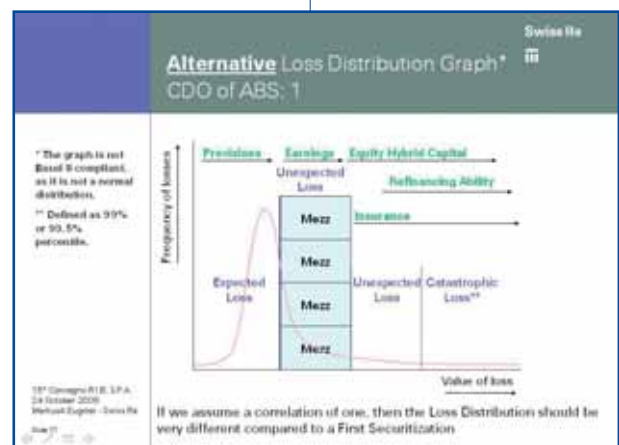 Swiss Re
Alternative Loss Distribution Graph*
CDO of ABS: 1
* The graph is not
Basel II compliant,
as it is not a normal
distribution.
** Defined as 99%
or 99.5%
percentile.
Frequency of losses
Provisions
Earnings
Equity Hybrid Capital
Unexpected
Loss
Refinancing Ability
Insurance
Mezz
Mezz
Mezz
Mezz
Expected
Loss
Unexpected
Loss
Catastrophic
Loss**
Value of loss
If we assume a correlation of one, then the Loss Distribution should be
very different compared to a First Securitization
Convegno
24 October
Eugster - Swiss Re